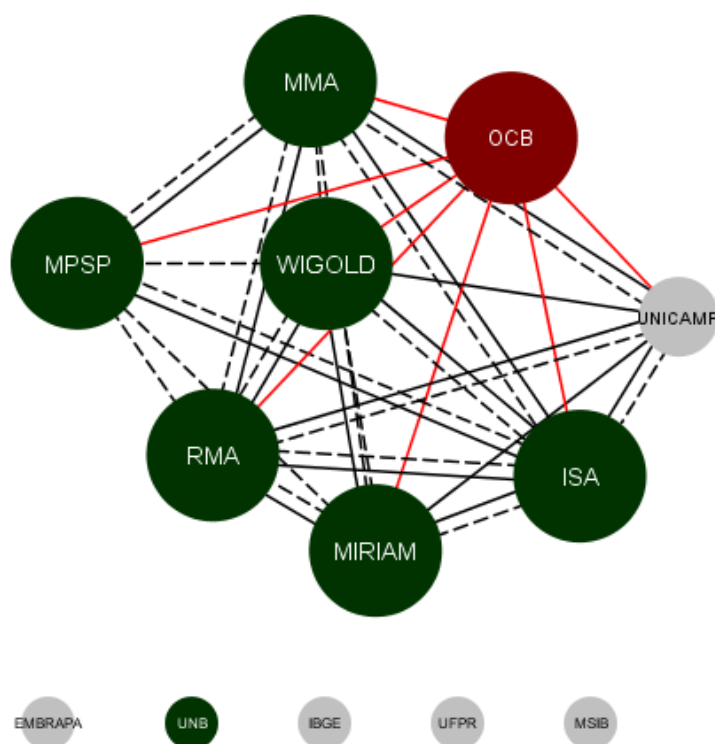 MMA
OCB
MPSP
WIGOLD
UNICAMP
RMA
ISA
MIRIAM
EMBRAPA
UNB
IBGE
UFPR
MSIB